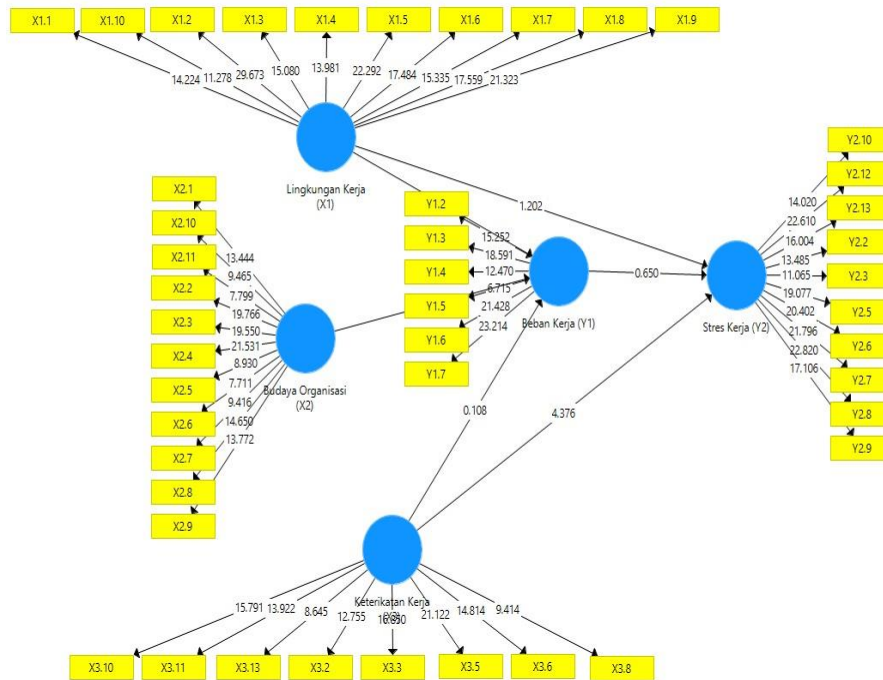 X1.1 X1.10 X1.2 X1.3 X1.4 X1.5 X1.6 X1.7 X1.8 X1.9
14.224 11.278 29.673 15.080 13.981 22.292 17.484 15.335 17.559 21.323
Lingkungan Kerja
(X1)
X2.1
X2.10
X2.11
X2.2
X2.3
X2.4
X2.5
X2.6
X2.7
X2.8
X2.9
13.444
9.465
7.799
19.766
19.550
21.531
8.930
7.711
9.416
14.650
13.772
Budaya Organisasi
(X2)
Y1.2
Y1.3
Y1.4
Y1.5
Y1.6
Y1.7
15.252
18.591
12.470
6.715
21.428
23.214
Beban Kerja (Y1)
1.202
0.650
0.108
4.376
Y2.10
Y2.12
Y2.13
Y2.2
Y2.3
Y2.5
Y2.6
Y2.7
Y2.8
Y2.9
14.020
22.610
16.004
13.485
11.065
19.077
20.402
21.796
22.820
17.106
Stres Kerja (Y2)
Keterikatan Kerja
15.791 13.922 8.645 12.755 21.122 14.814 9.414
X3.10 X3.11 X3.13 X3.2 X3.3 X3.5 X3.6 X3.8